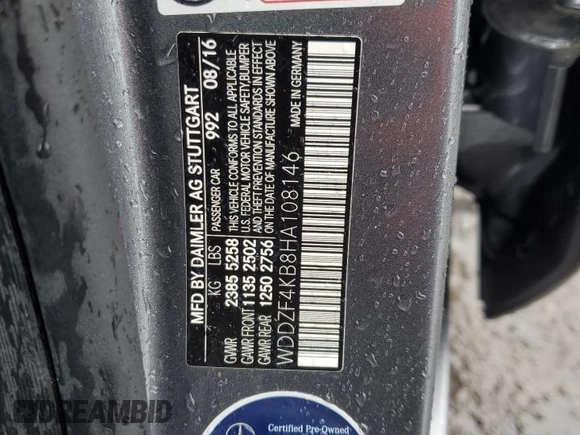 MFD BY DAIMLER AG STUTTGART
PASSENGER CAR 992 08/16
KG LBS
GWR 2385 5258
GAWR FRONT 1135 2502
GAWR REAR 1250 2756
THIS VEHICLE CONFORMS TO ALL APPLICABLE
U.S. FEDERAL MOTOR VEHICLE SAFETY, BUMPER
AND THEFT PREVENTION STANDARDS IN EFFECT
ON THE DATE OF MANUFACTURE SHOWN ABOVE
WDDZF4KB8HA108146
MADE IN GERMANY
Certified Pre-Owned
DREAMBID